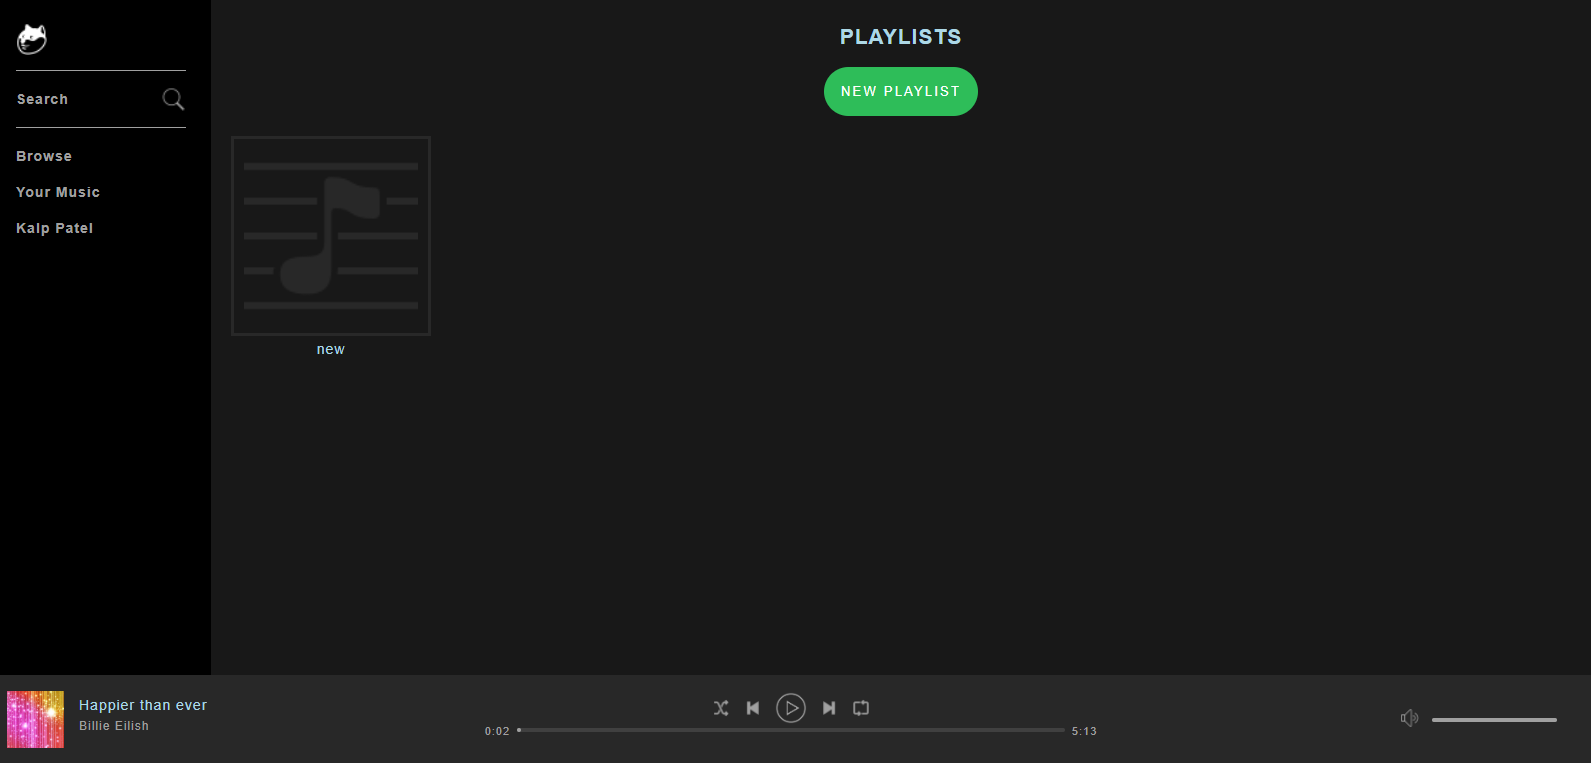 Search
Browse
Your Music
Kalp Patel
PLAYLISTS
NEW PLAYLIST
new
Happier than ever
Billie Eilish
0:02
5:13